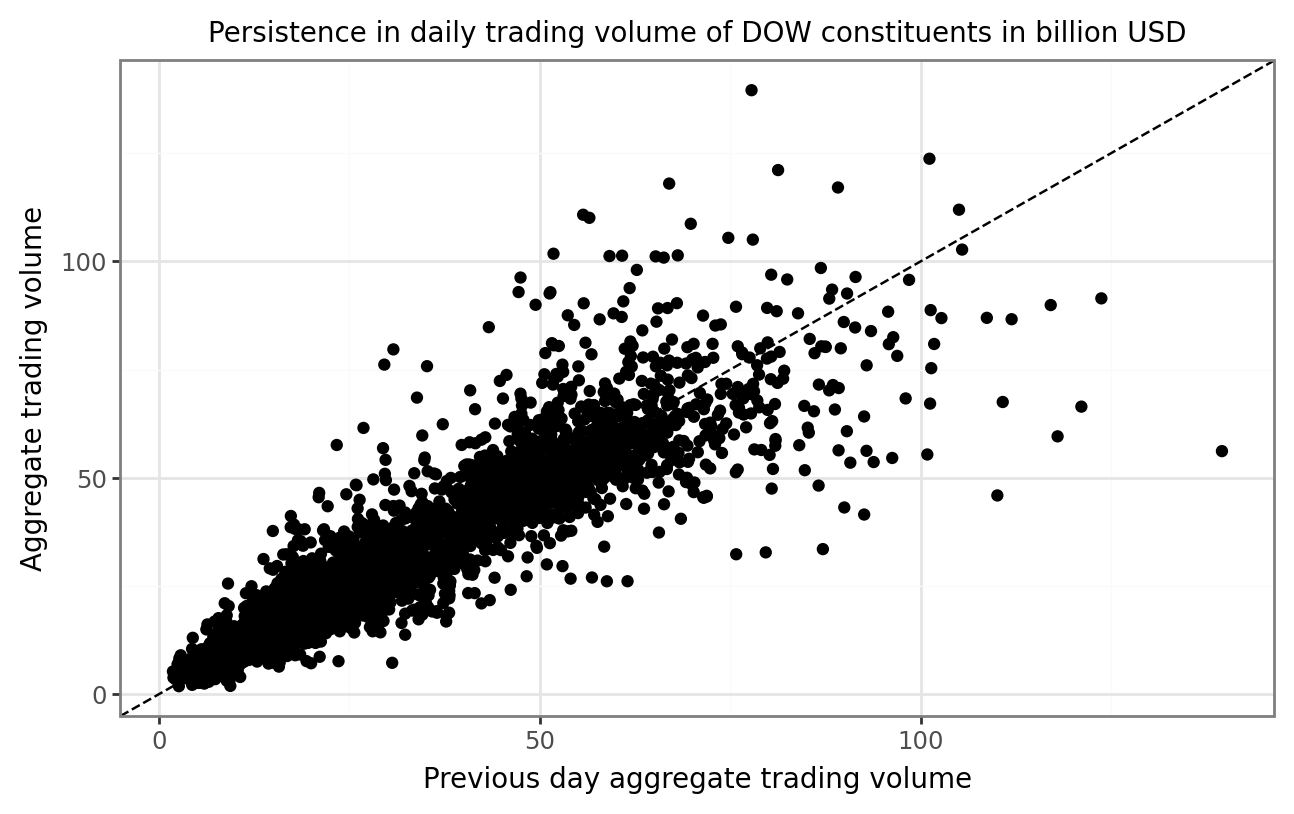 Persistence in daily trading volume of DOW constituents in billion USD
Aggregate trading volume
100
50
0
0
50
100
Previous day aggregate trading volume